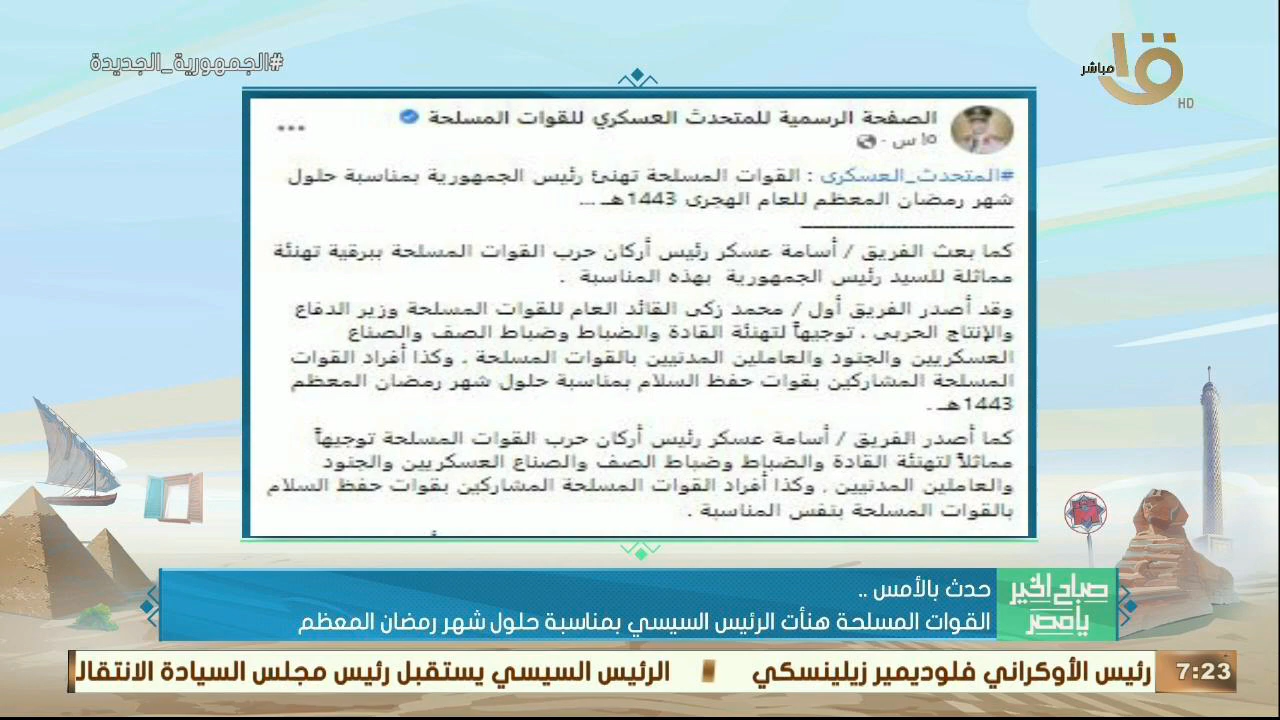 #الجمهورية_الجديدة
مباشر
HD
الصفحة الرسمية للمتحدث العسكري للقوات المسلحة
١٥ س
#المتحدث_العسكرى : القوات المسلحة تهنئ رئيس الجمهورية بمناسبة حلول
شهر رمضان المعظم للعام الهجرى 1443هـ ...
كما بعث الفريق / أسامة عسكر رئيس أركان حرب القوات المسلحة ببرقية تهنئة
مماثلة للسيد رئيس الجمهورية بهذه المناسبة .
وقد أصدر الفريق أول / محمد زكى القائد العام للقوات المسلحة وزير الدفاع
والإنتاج الحربى ، توجيهاً لتهنئة القادة والضباط وضباط الصف والصناع
العسكريين والجنود والعاملين المدنيين بالقوات المسلحة ، وكذا أفراد القوات
المسلحة المشاركين بقوات حفظ السلام بمناسبة حلول شهر رمضان المعظم
1443هـ .
كما أصدر الفريق / أسامة عسكر رئيس أركان حرب القوات المسلحة توجيهاً
مماثلاً لتهنئة القادة والضباط وضباط الصف والصناع العسكريين والجنود
والعاملين المدنيين ، وكذا أفراد القوات المسلحة المشاركين بقوات حفظ السلام
بالقوات المسلحة بنفس المناسبة .
صباح الخير
يا مصر
حدث بالأمس ..
القوات المسلحة هنأت الرئيس السيسي بمناسبة حلول شهر رمضان المعظم
7:23
رئيس الأوكراني فلوديمير زيلينسكي
الرئيس السيسي يستقبل رئيس مجلس السيادة الانتقال